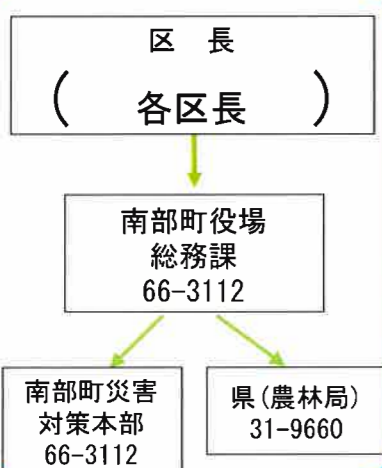 区　長
(　各区長　)
南部町役場
総務課
66-3112
南部町災害
対策本部
66-3112
県(農林局)
31-9660